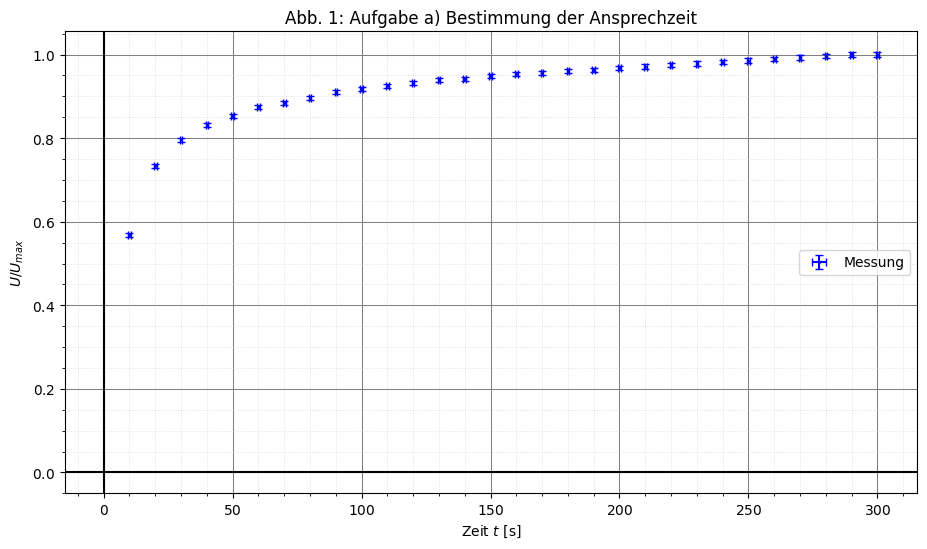 Abb. 1: Aufgabe a) Bestimmung der Ansprechzeit
1.0
0.8
0.6
0.4
0.2
0.0
U/U_max
Messung
0 50 100 150 200 250 300
Zeit t [s]